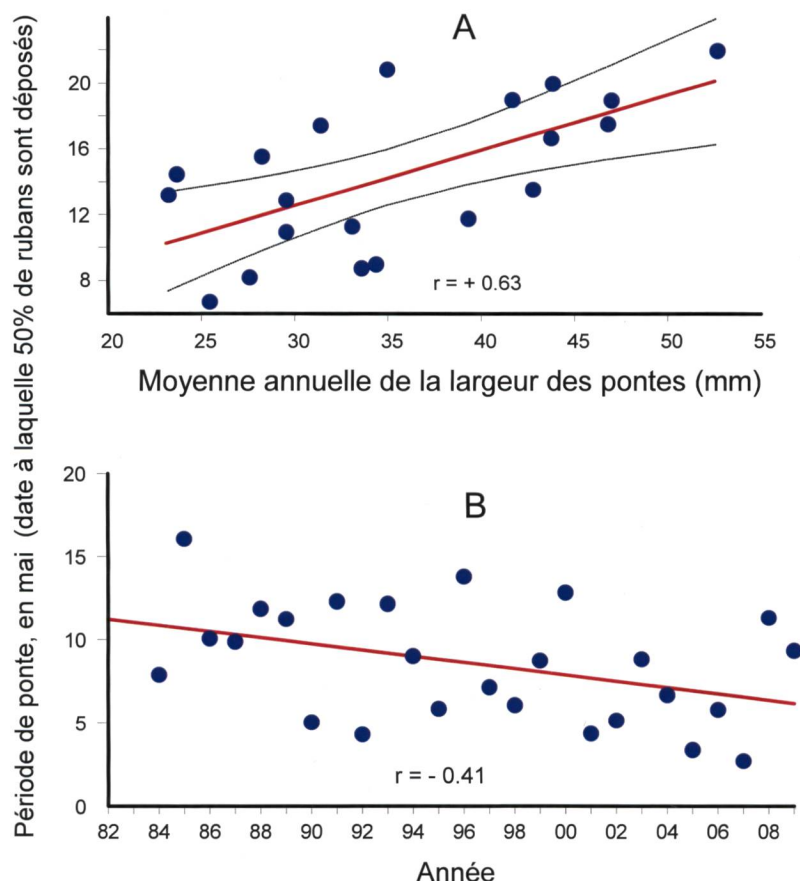 Période de ponte, en mai (date à laquelle 50% de rubans sont déposés)
A
20
16
12
8
r = + 0.63
20 25 30 35 40 45 50 55
Moyenne annuelle de la largeur des pontes (mm)
B
20
15
10
5
0
r = - 0.41
82 84 86 88 90 92 94 96 98 00 02 04 06 08
Année